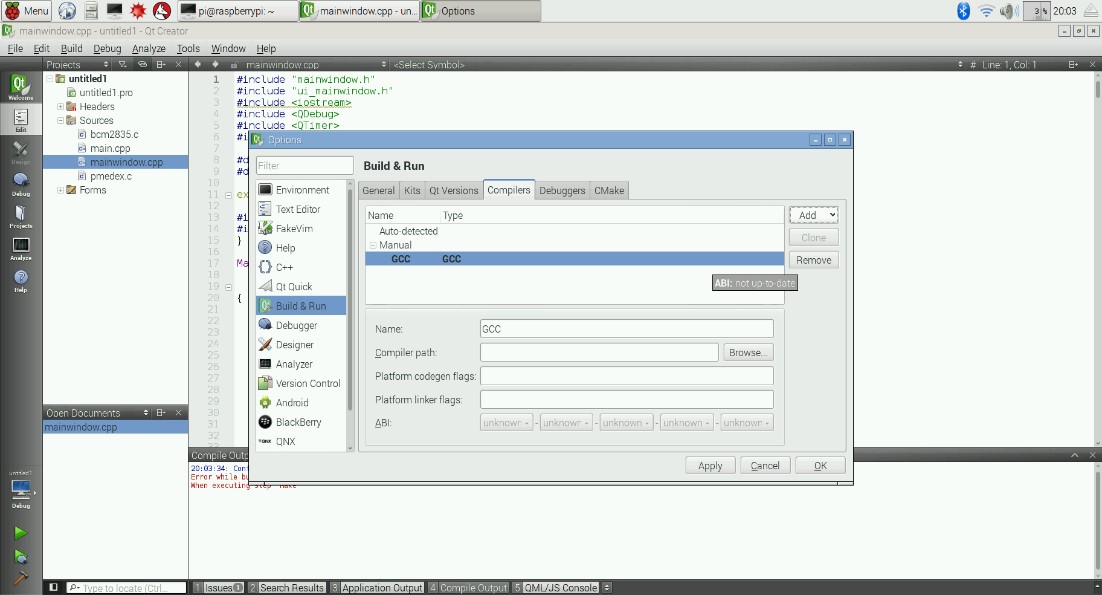 Menu pi@raspberrypi: ~ mainwindow.cpp - un... Options 3 % 20:03
mainwindow.cpp - untitled1 - Qt Creator
File Edit Build Debug Analyze Tools Window Help
Projects mainwindow.cpp <Select Symbol> # Line: 1, Col: 1
Welcome
Edit
Design
Debug
Projects
Analyze
Help
untitled1
untitled1.pro
Headers
Sources
bcm2835.c
main.cpp
mainwindow.cpp
pmedex.c
Forms
1 #include "mainwindow.h"
2 #include "ui_mainwindow.h"
3 #include <iostream>
4 #include <QDebug>
5 #include <QTimer>
6 #i
7
8 #d
9 #d
10
11 ex
12
13 #i
14 #i
15 }
16
17 Ma
18
19
20 {
21
22
23
24
25
26
27
28
29
30
31
32
Options
Filter
Build & Run
Environment
Text Editor
FakeVim
Help
C++
Qt Quick
Build & Run
Debugger
Designer
Analyzer
Version Control
Android
BlackBerry
QNX
General Kits Qt Versions Compilers Debuggers CMake
Name Type
Auto-detected
Manual
GCC GCC
ABI: not up-to-date
Add
Clone
Remove
Name: GCC
Compiler path: Browse...
Platform codegen flags:
Platform linker flags:
ABI: unknown - unknown - unknown - unknown - unknown
Apply Cancel OK
Open Documents
mainwindow.cpp
Compile Outp
20:03:34: Con
Error while bu
When executing step 'Make'
untitled1
Debug
Type to locate (Ctrl...
1 Issues 1 2 Search Results 3 Application Output 4 Compile Output 5 QML/JS Console